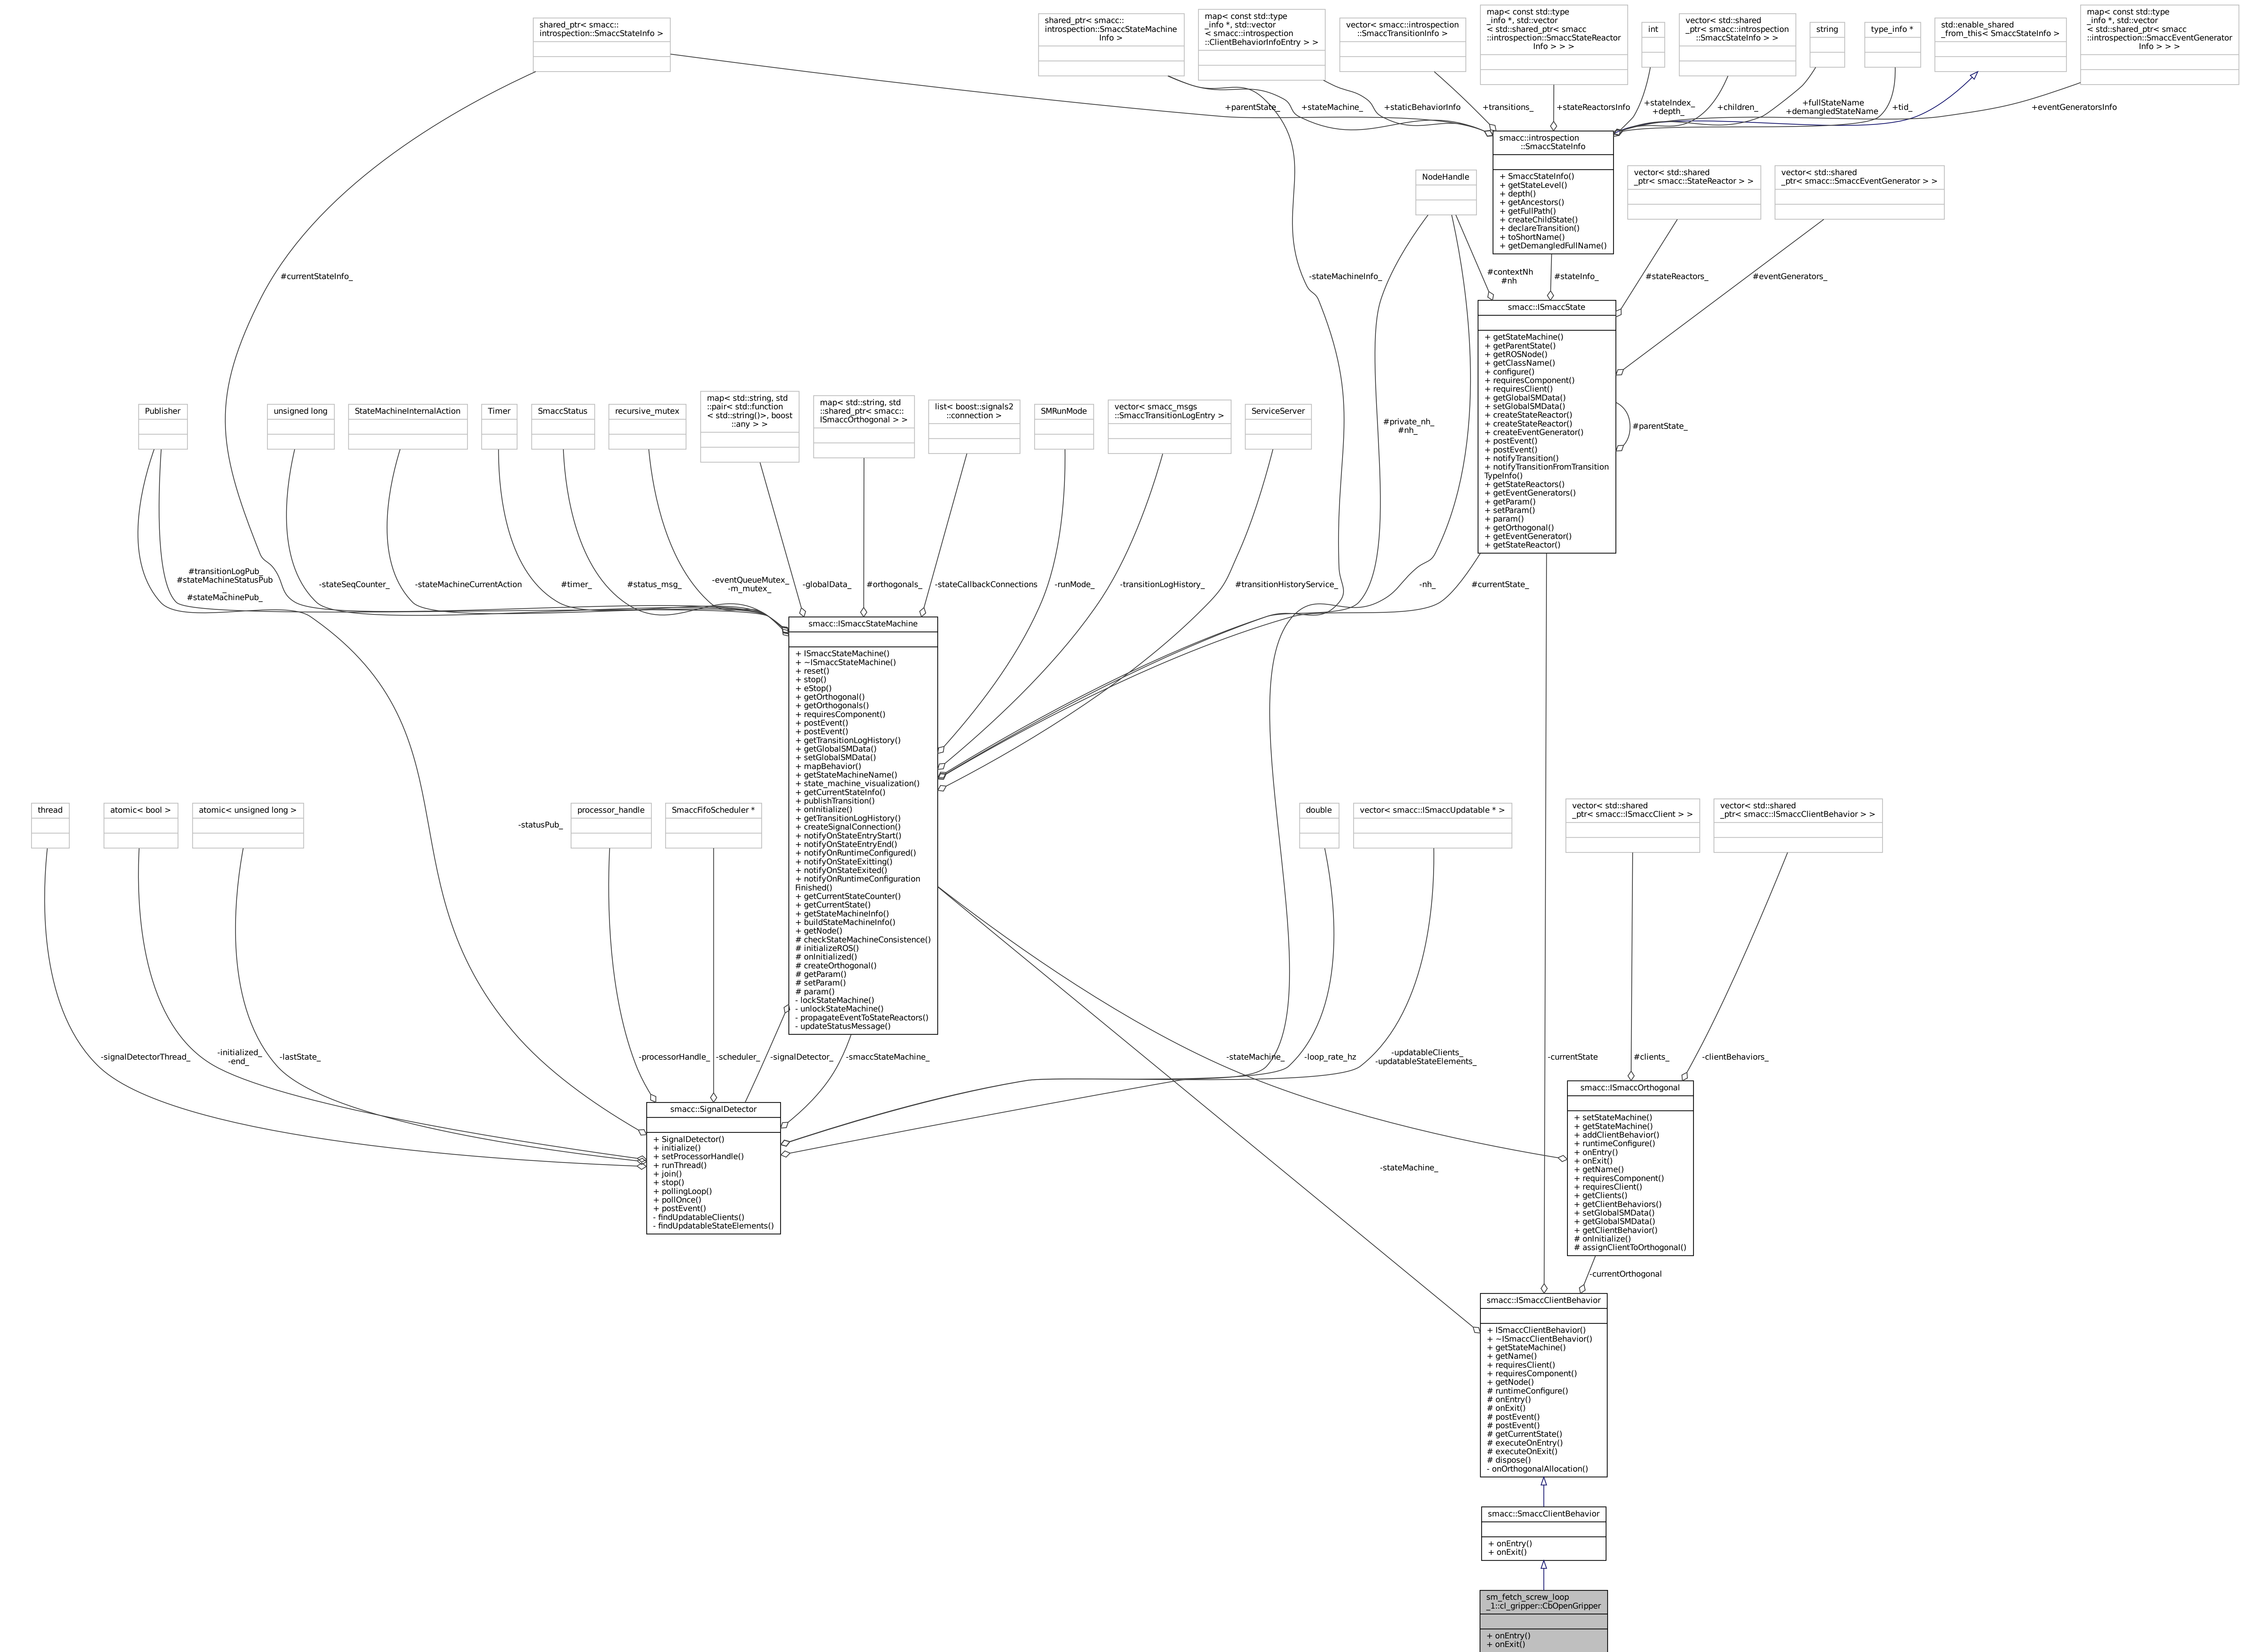 shared_ptr< smacc::
introspection::SmaccStateInfo >
shared_ptr< smacc::
introspection::SmaccStateMachine
Info >
map< const std::type
_info *, std::vector
< smacc::introspection
::ClientBehaviorInfoEntry > >
vector< smacc::introspection
::SmaccTransitionInfo >
map< const std::type
_info *, std::vector
< std::shared_ptr< smacc
::introspection::SmaccStateReactor
Info > > >
int
vector< std::shared
_ptr< smacc::introspection
::SmaccStateInfo > >
string
type_info *
std::enable_shared
_from_this< SmaccStateInfo >
map< const std::type
_info *, std::vector
< std::shared_ptr< smacc
::introspection::SmaccEventGenerator
Info > > >
+parentState_
+stateMachine_
+staticBehaviorInfo
+transitions_
+stateReactorsInfo
+stateIndex_
+depth_
+children_
+fullStateName
+demangledStateName
+tid_
+eventGeneratorsInfo
smacc::introspection
::SmaccStateInfo
+ SmaccStateInfo()
+ getStateLevel()
+ depth()
+ getAncestors()
+ getFullPath()
+ createChildState()
+ declareTransition()
+ toShortName()
+ getDemangledFullName()
NodeHandle
vector< std::shared
_ptr< smacc::StateReactor > >
vector< std::shared
_ptr< smacc::SmaccEventGenerator > >
#currentStateInfo_
-stateMachineInfo_
#contextNh
#nh
#stateInfo_
#stateReactors_
#eventGenerators_
smacc::ISmaccState
+ getStateMachine()
+ getParentState()
+ getROSNode()
+ getClassName()
+ configure()
+ requiresComponent()
+ requiresClient()
+ getGlobalSMData()
+ setGlobalSMData()
+ createStateReactor()
+ createStateReactor()
+ createEventGenerator()
+ postEvent()
+ postEvent()
+ notifyTransition()
+ notifyTransitionFromTransition
TypeInfo()
+ getStateReactors()
+ getEventGenerators()
+ getParam()
+ setParam()
+ param()
+ getOrthogonal()
+ getEventGenerator()
+ getStateReactor()
#parentState_
#private_nh_
#nh_
Publisher
unsigned long
StateMachineInternalAction
Timer
SmaccStatus
recursive_mutex
map< std::string, std
::pair< std::function
< std::string()>, boost
::any > >
map< std::string, std
::shared_ptr< smacc::
ISmaccOrthogonal > >
list< boost::signals2
::connection >
SMRunMode
vector< smacc_msgs
::SmaccTransitionLogEntry >
ServiceServer
#transitionLogPub_
#stateMachineStatusPub
_
#stateMachinePub_
-stateSeqCounter_
-stateMachineCurrentAction
#timer_
#status_msg_
-eventQueueMutex_
-m_mutex_
-globalData_
#orthogonals_
-stateCallbackConnections
-runMode_
-transitionLogHistory_
#transitionHistoryService_
-nh_
#currentState_
smacc::ISmaccStateMachine
+ ISmaccStateMachine()
+ ~ISmaccStateMachine()
+ reset()
+ stop()
+ eStop()
+ getOrthogonal()
+ getOrthogonals()
+ requiresComponent()
+ postEvent()
+ postEvent()
+ getTransitionLogHistory()
+ getGlobalSMData()
+ setGlobalSMData()
+ mapBehavior()
+ getStateMachineName()
+ state_machine_visualization()
+ getCurrentStateInfo()
+ publishTransition()
+ onInitialize()
+ getTransitionLogHistory()
+ createSignalConnection()
+ notifyOnStateEntryStart()
+ notifyOnStateEntryEnd()
+ notifyOnRuntimeConfigured()
+ notifyOnStateExitting()
+ notifyOnStateExited()
+ notifyOnRuntimeConfiguration
Finished()
+ getCurrentStateCounter()
+ getCurrentState()
+ getStateMachineInfo()
+ buildStateMachineInfo()
+ getNode()
# checkStateMachineConsistence()
# initializeROS()
# onInitialized()
# createOrthogonal()
# getParam()
# setParam()
# param()
- lockStateMachine()
- unlockStateMachine()
- propagateEventToStateReactors()
- updateStatusMessage()
thread
atomic< bool >
atomic< unsigned long >
-statusPub_
processor_handle
SmaccFifoScheduler *
double
vector< smacc::ISmaccUpdatable * >
vector< std::shared
_ptr< smacc::ISmaccClient > >
vector< std::shared
_ptr< smacc::ISmaccClientBehavior > >
-signalDetectorThread_
-initialized_
-end_
-lastState_
-processorHandle_
-scheduler_
-signalDetector_
-smaccStateMachine_
-stateMachine_
-loop_rate_hz
-updatableClients_
-updatableStateElements_
-currentState
#clients_
-clientBehaviors_
smacc::SignalDetector
+ SignalDetector()
+ initialize()
+ setProcessorHandle()
+ runThread()
+ join()
+ stop()
+ pollingLoop()
+ pollOnce()
+ postEvent()
- findUpdatableClients()
- findUpdatableStateElements()
smacc::ISmaccOrthogonal
+ setStateMachine()
+ getStateMachine()
+ addClientBehavior()
+ runtimeConfigure()
+ onEntry()
+ onExit()
+ getName()
+ requiresComponent()
+ requiresClient()
+ getClients()
+ getClientBehaviors()
+ setGlobalSMData()
+ getGlobalSMData()
+ getClientBehavior()
# onInitialize()
# assignClientToOrthogonal()
-stateMachine_
-currentOrthogonal
smacc::ISmaccClientBehavior
+ ISmaccClientBehavior()
+ ~ISmaccClientBehavior()
+ getStateMachine()
+ getName()
+ requiresClient()
+ requiresComponent()
+ getNode()
# runtimeConfigure()
# onEntry()
# onExit()
# postEvent()
# postEvent()
# getCurrentState()
# executeOnEntry()
# executeOnExit()
# dispose()
- onOrthogonalAllocation()
smacc::SmaccClientBehavior
+ onEntry()
+ onExit()
sm_fetch_screw_loop
_1::cl_gripper::CbOpenGripper
+ onEntry()
+ onExit()